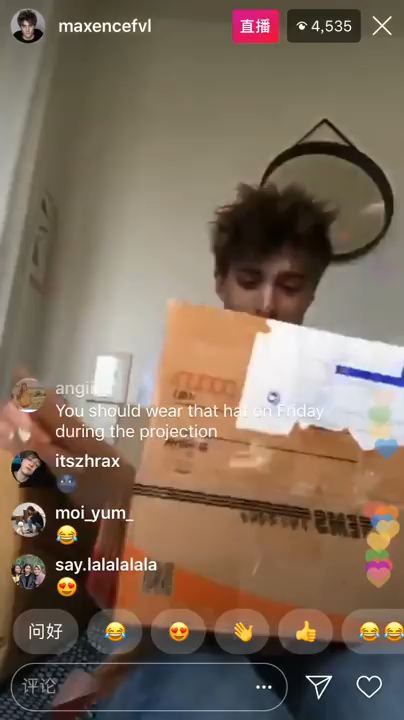 maxencefvl
直播
4,535
angii
You should wear that hat on Friday
during the projection
itszhrax
moi_yum_
say.lalalalala
问好
评论